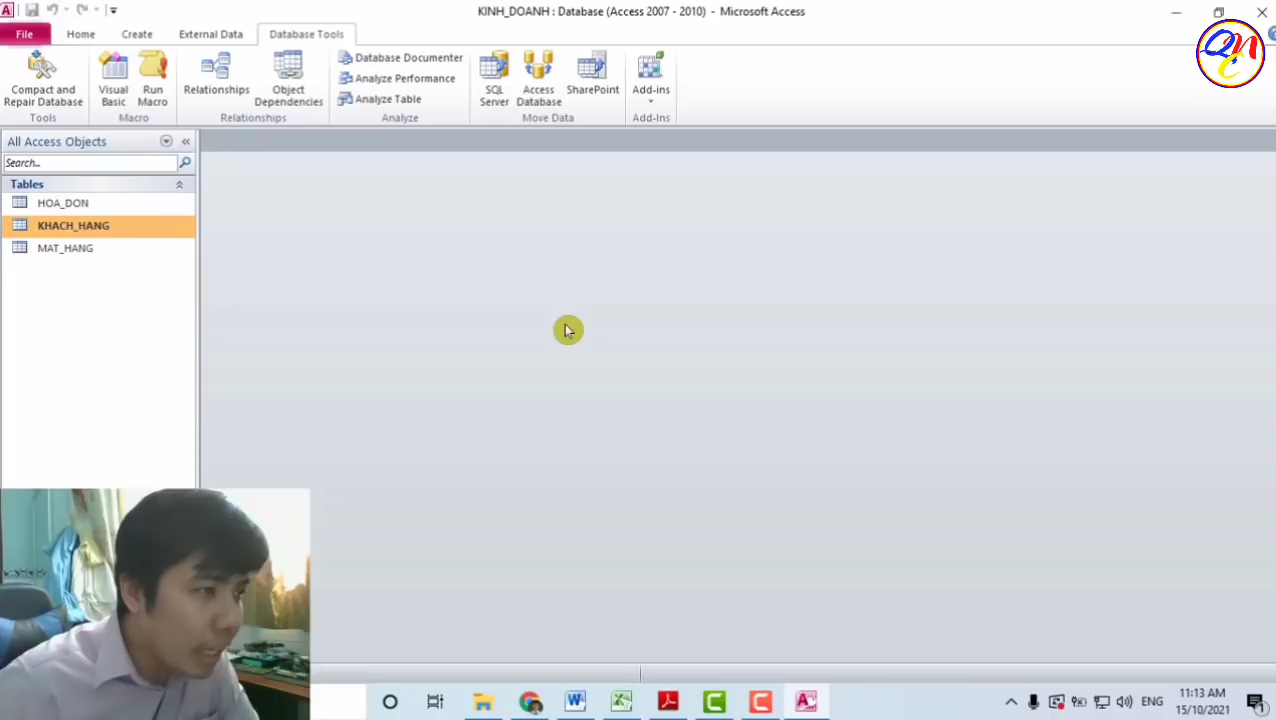 KINH_DOANH : Database (Access 2007 - 2010) - Microsoft Access
File Home Create External Data Database Tools
Compact and Repair Database
Visual Basic
Run Macro
Relationships
Object Dependencies
Database Documenter
Analyze Performance
Analyze Table
SQL Server
Access Database
SharePoint
Add-ins
Tools Macro Relationships Analyze Move Data Add-Ins
All Access Objects
Search...
Tables
HOA_DON
KHACH_HANG
MAT_HANG
ENG
11:13 AM
15/10/2021